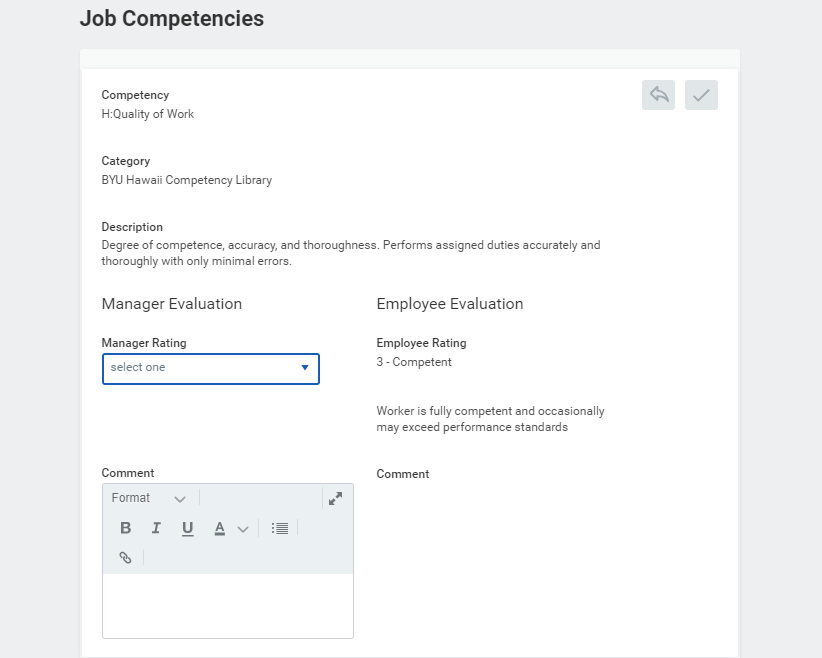 Job Competencies
Competency
H:Quality of Work
Category
BYU Hawaii Competency Library
Description
Degree of competence, accuracy, and thoroughness. Performs assigned duties accurately and
thoroughly with only minimal errors.
Manager Evaluation
Manager Rating
select one
Comment
Format
B I U A
Employee Evaluation
Employee Rating
3 - Competent
Worker is fully competent and occasionally
may exceed performance standards
Comment